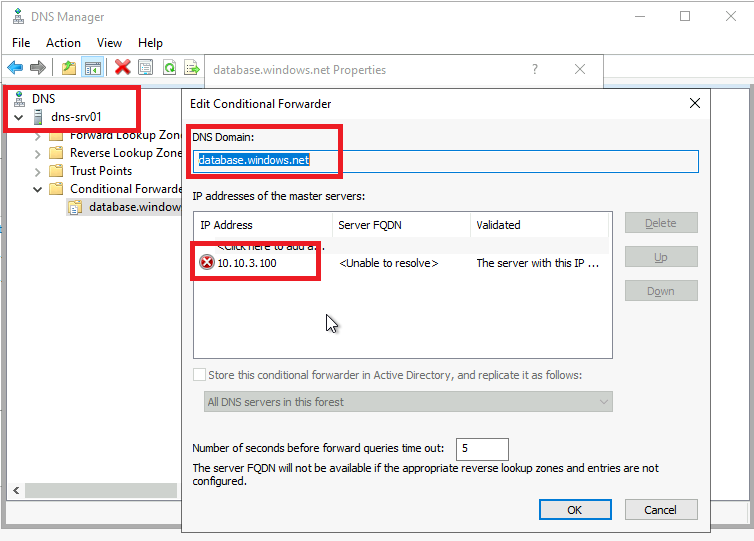 DNS Manager
File Action View Help
database.windows.net Properties
?
DNS
dns-srv01
Forward Lookup Zone
Reverse Lookup Zon
Trust Points
Conditional Forwarde
database.window
Edit Conditional Forwarder
DNS Domain:
database.windows.net
IP addresses of the master servers:
IP Address Server FQDN Validated
<Click here to add a...
10.10.3.100 <Unable to resolve> The server with this IP ...
Delete
Up
Down
Store this conditional forwarder in Active Directory, and replicate it as follows:
All DNS servers in this forest
Number of seconds before forward queries time out: 5
The server FQDN will not be available if the appropriate reverse lookup zones and entries are not
configured.
OK Cancel